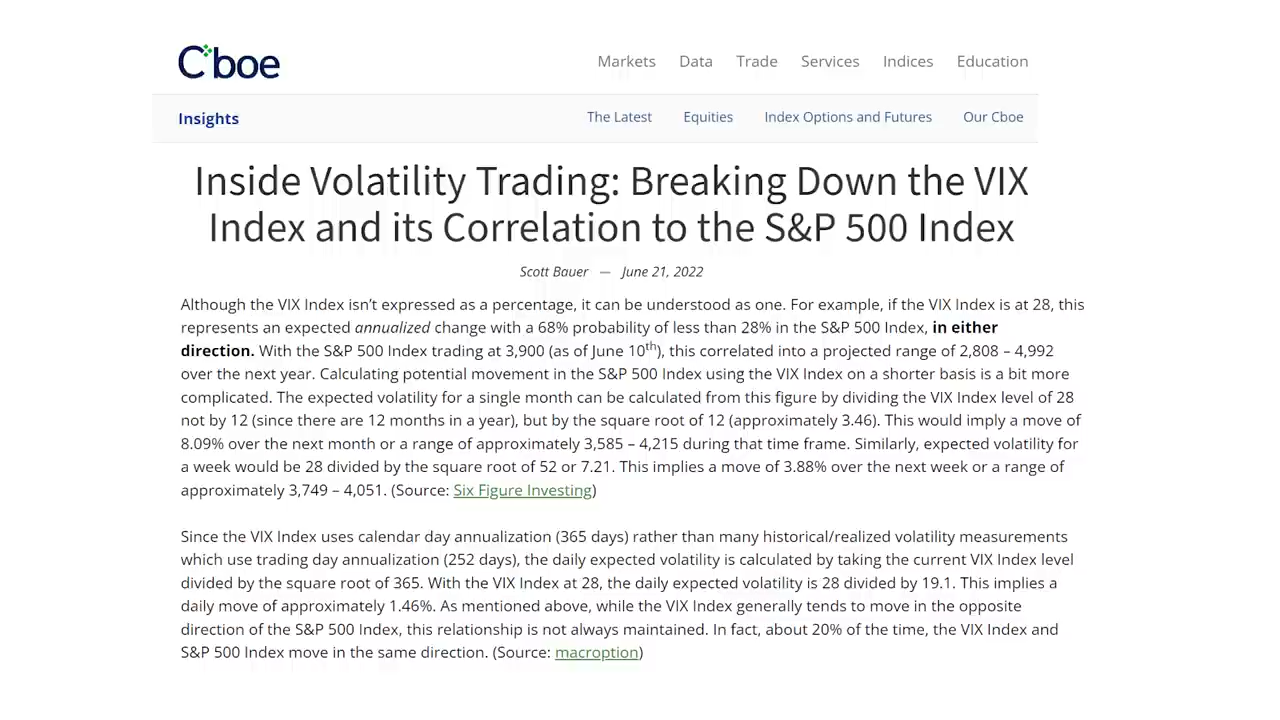 Cboe
Markets Data Trade Services Indices Education
Insights
The Latest Equities Index Options and Futures Our Cboe
Inside Volatility Trading: Breaking Down the VIX
Index and its Correlation to the S&P 500 Index
Scott Bauer — June 21, 2022
Although the VIX Index isn’t expressed as a percentage, it can be understood as one. For example, if the VIX Index is at 28, this
represents an expected annualized change with a 68% probability of less than 28% in the S&P 500 Index, in either
direction. With the S&P 500 Index trading at 3,900 (as of June 10th), this correlated into a projected range of 2,808 – 4,992
over the next year. Calculating potential movement in the S&P 500 Index using the VIX Index on a shorter basis is a bit more
complicated. The expected volatility for a single month can be calculated from this figure by dividing the VIX Index level of 28
not by 12 (since there are 12 months in a year), but by the square root of 12 (approximately 3.46). This would imply a move of
8.09% over the next month or a range of approximately 3,585 – 4,215 during that time frame. Similarly, expected volatility for
a week would be 28 divided by the square root of 52 or 7.21. This implies a move of 3.88% over the next week or a range of
approximately 3,749 – 4,051. (Source: Six Figure Investing)
Since the VIX Index uses calendar day annualization (365 days) rather than many historical/realized volatility measurements
which use trading day annualization (252 days), the daily expected volatility is calculated by taking the current VIX Index level
divided by the square root of 365. With the VIX Index at 28, the daily expected volatility is 28 divided by 19.1. This implies a
daily move of approximately 1.46%. As mentioned above, while the VIX Index generally tends to move in the opposite
direction of the S&P 500 Index, this relationship is not always maintained. In fact, about 20% of the time, the VIX Index and
S&P 500 Index move in the same direction. (Source: macroption)